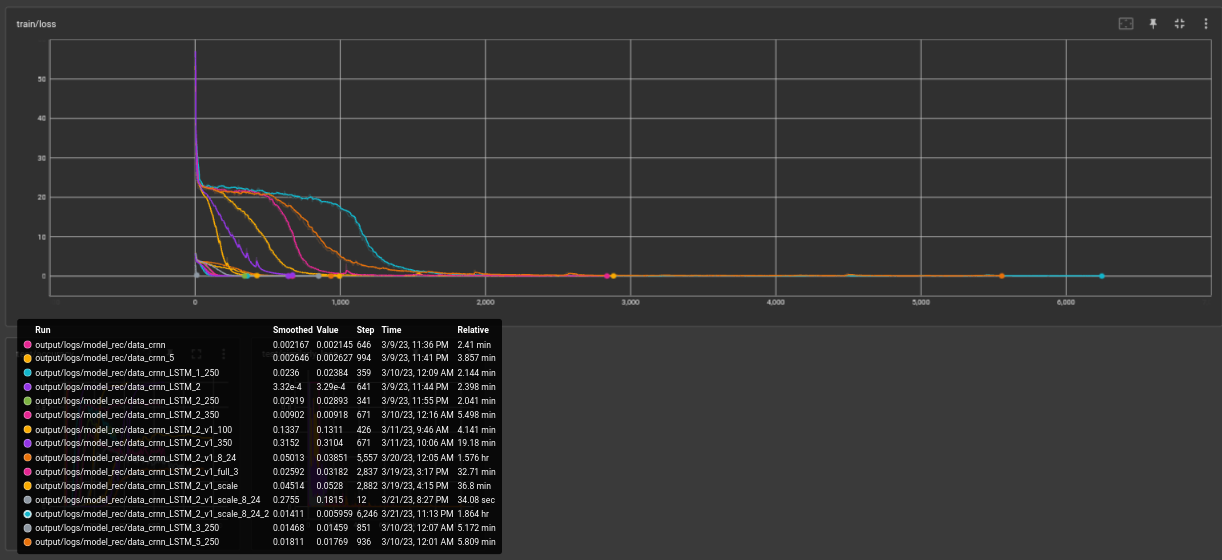 train/loss
50
40
30
20
10
0
0 1,000 2,000 3,000 4,000 5,000 6,000
Run Smoothed Value Step Time Relative
output/logs/model_rec/data_crnn 0.002167 0.002145 646 3/9/23, 11:36 PM 2.41 min
output/logs/model_rec/data_crnn_5 0.002646 0.002627 994 3/9/23, 11:41 PM 3.857 min
output/logs/model_rec/data_crnn_LSTM_1_250 0.0236 0.02384 359 3/10/23, 12:09 AM 2.144 min
output/logs/model_rec/data_crnn_LSTM_2 3.32e-4 3.29e-4 641 3/9/23, 11:44 PM 2.398 min
output/logs/model_rec/data_crnn_LSTM_2_250 0.02919 0.02893 341 3/9/23, 11:55 PM 2.041 min
output/logs/model_rec/data_crnn_LSTM_2_350 0.00902 0.00918 671 3/10/23, 12:16 AM 5.498 min
output/logs/model_rec/data_crnn_LSTM_2_v1_100 0.1337 0.1311 426 3/11/23, 9:46 AM 4.141 min
output/logs/model_rec/data_crnn_LSTM_2_v1_350 0.3152 0.3104 671 3/11/23, 10:06 AM 19.18 min
output/logs/model_rec/data_crnn_LSTM_2_v1_8_24 0.05013 0.03851 5,557 3/20/23, 12:05 AM 1.576 hr
output/logs/model_rec/data_crnn_LSTM_2_v1_full_3 0.02592 0.03182 2,837 3/19/23, 3:17 PM 32.71 min
output/logs/model_rec/data_crnn_LSTM_2_v1_scale 0.04514 0.0528 2,882 3/19/23, 4:15 PM 36.8 min
output/logs/model_rec/data_crnn_LSTM_2_v1_scale_8_24 0.2755 0.1815 12 3/21/23, 8:27 PM 34.08 sec
output/logs/model_rec/data_crnn_LSTM_2_v1_scale_8_24_2 0.01411 0.005959 6,246 3/21/23, 11:13 PM 1.864 hr
output/logs/model_rec/data_crnn_LSTM_3_250 0.01468 0.01459 851 3/10/23, 12:07 AM 5.172 min
output/logs/model_rec/data_crnn_LSTM_5_250 0.01811 0.01769 936 3/10/23, 12:01 AM 5.809 min